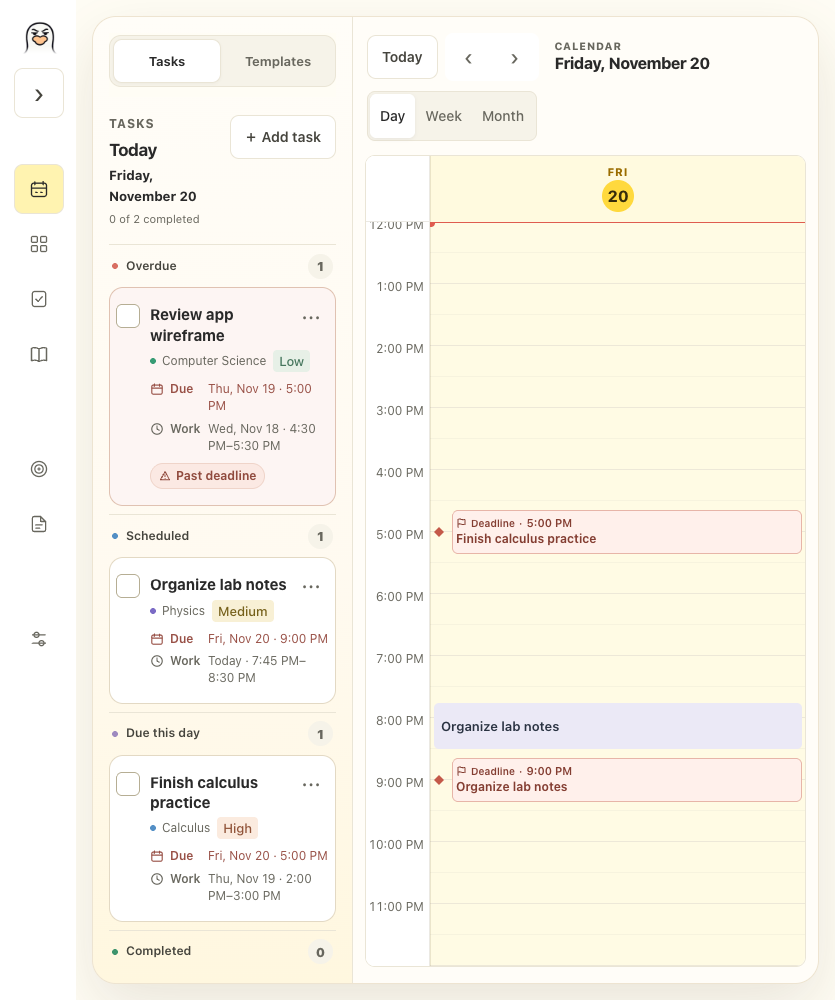 Tasks
Templates
TASKS
Today
Friday,
November 20
0 of 2 completed
+ Add task
Overdue
1
Review app
wireframe
Computer Science
Low
Due
Thu, Nov 19 · 5:00
PM
Work
Wed, Nov 18 · 4:30
PM–5:30 PM
Past deadline
Scheduled
1
Organize lab notes
Physics
Medium
Due
Fri, Nov 20 · 9:00 PM
Work
Today · 7:45 PM–
8:30 PM
Due this day
1
Finish calculus
practice
Calculus
High
Due
Fri, Nov 20 · 5:00 PM
Work
Thu, Nov 19 · 2:00
PM–3:00 PM
Completed
0
Today
CALENDAR
Friday, November 20
Day
Week
Month
FRI
20
12:00 PM
1:00 PM
2:00 PM
3:00 PM
4:00 PM
5:00 PM
Deadline · 5:00 PM
Finish calculus practice
6:00 PM
7:00 PM
8:00 PM
Organize lab notes
9:00 PM
Deadline · 9:00 PM
Organize lab notes
10:00 PM
11:00 PM